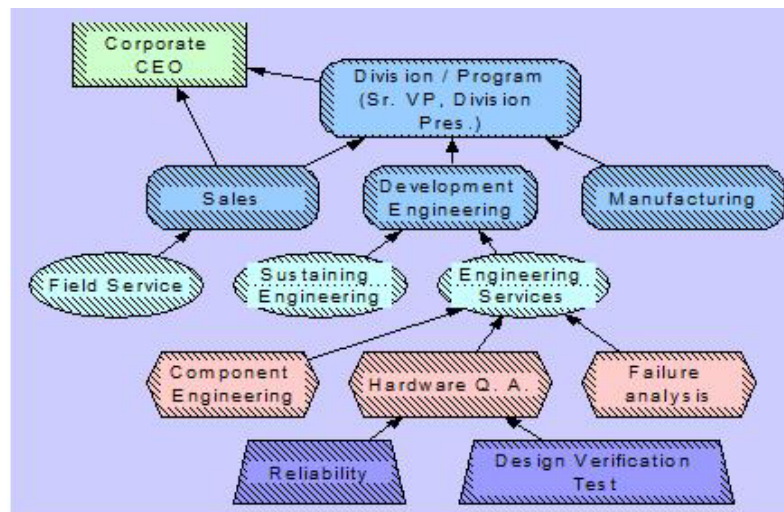 Corporate
CEO
Division / Program
(Sr. VP, Division
Pres.)
Sales
Development
Engineering
Manufacturing
Field Service
Sustaining
Engineering
Engineering
Services
Component
Engineering
Hardware Q. A.
Failure
analysis
Reliability
Design Verification
Test